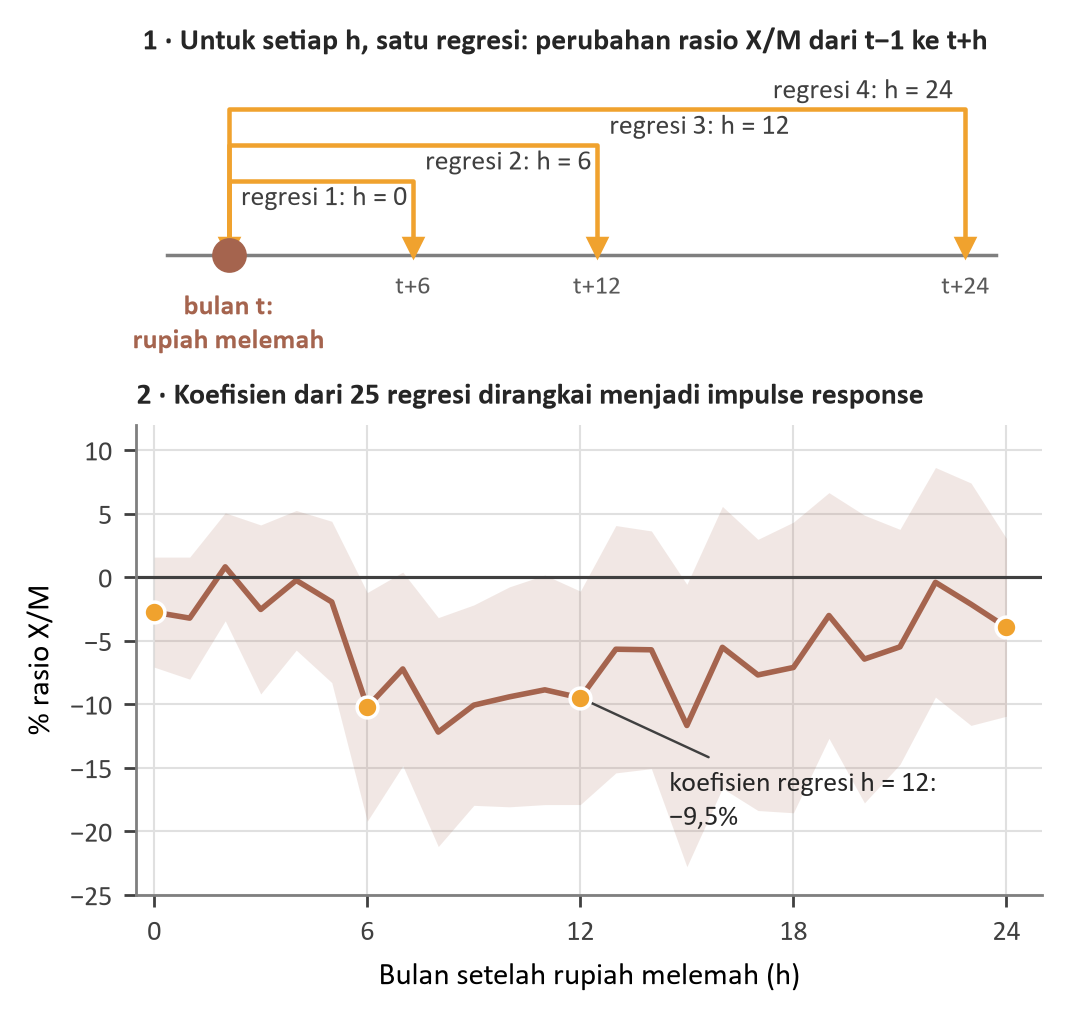 1 · Untuk setiap h, satu regresi: perubahan rasio X/M dari t−1 ke t+h
regresi 4: h = 24
regresi 3: h = 12
regresi 2: h = 6
regresi 1: h = 0
t+6
t+12
t+24
bulan t:
rupiah melemah
2 · Koefisien dari 25 regresi dirangkai menjadi impulse response
10
5
0
−5
−10
−15
−20
−25
% rasio X/M
koefisien regresi h = 12:
−9,5%
0
6
12
18
24
Bulan setelah rupiah melemah (h)